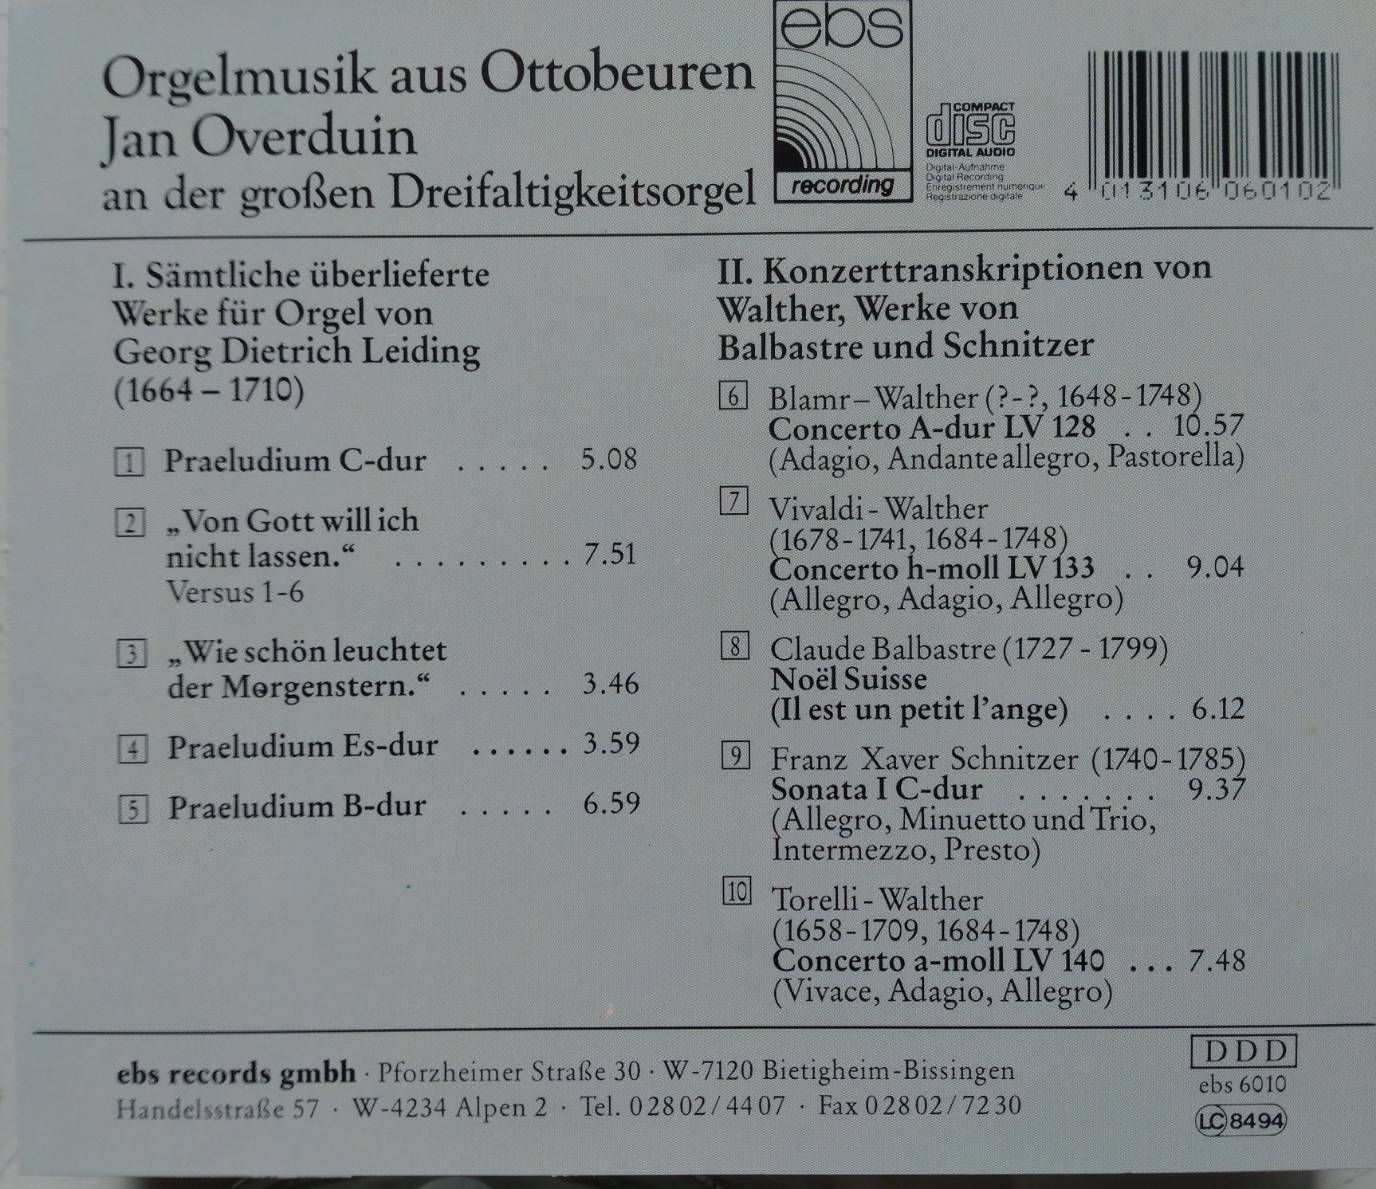 Orgelmusik aus Ottobeuren
Jan Overduin
an der großen Dreifaltigkeitsorgel
ebs
recording
COMPACT
disc
DIGITAL AUDIO
Digital-Aufnahme
Digital Recording
Enregistrement numerique
Registrazione digitale
4 013106 060102
I. Sämtliche überlieferte
Werke für Orgel von
Georg Dietrich Leiding
(1664 – 1710)
1 Praeludium C-dur . . . . . 5.08
2 „Von Gott will ich
nicht lassen.“ . . . . . . . . . 7.51
Versus 1-6
3 „Wie schön leuchtet
der Morgenstern.“ . . . . . 3.46
4 Praeludium Es-dur . . . . . . 3.59
5 Praeludium B-dur . . . . . 6.59
II. Konzerttranskriptionen von
Walther, Werke von
Balbastre und Schnitzer
6 Blamr–Walther (?-?, 1648-1748)
Concerto A-dur LV 128 . . 10.57
(Adagio, Andante allegro, Pastorella)
7 Vivaldi - Walther
(1678-1741, 1684-1748)
Concerto h-moll LV 133 . . 9.04
(Allegro, Adagio, Allegro)
8 Claude Balbastre (1727 - 1799)
Noël Suisse
(Il est un petit l’ange) . . . . 6.12
9 Franz Xaver Schnitzer (1740-1785)
Sonata I C-dur . . . . . . . 9.37
(Allegro, Minuetto und Trio,
Intermezzo, Presto)
10 Torelli - Walther
(1658-1709, 1684-1748)
Concerto a-moll LV 140 . . . 7.48
(Vivace, Adagio, Allegro)
ebs records gmbh · Pforzheimer Straße 30 · W-7120 Bietigheim-Bissingen
Handelsstraße 57 · W-4234 Alpen 2 · Tel. 02802/4407 · Fax 02802/7230
DDD
ebs 6010
LC 8494